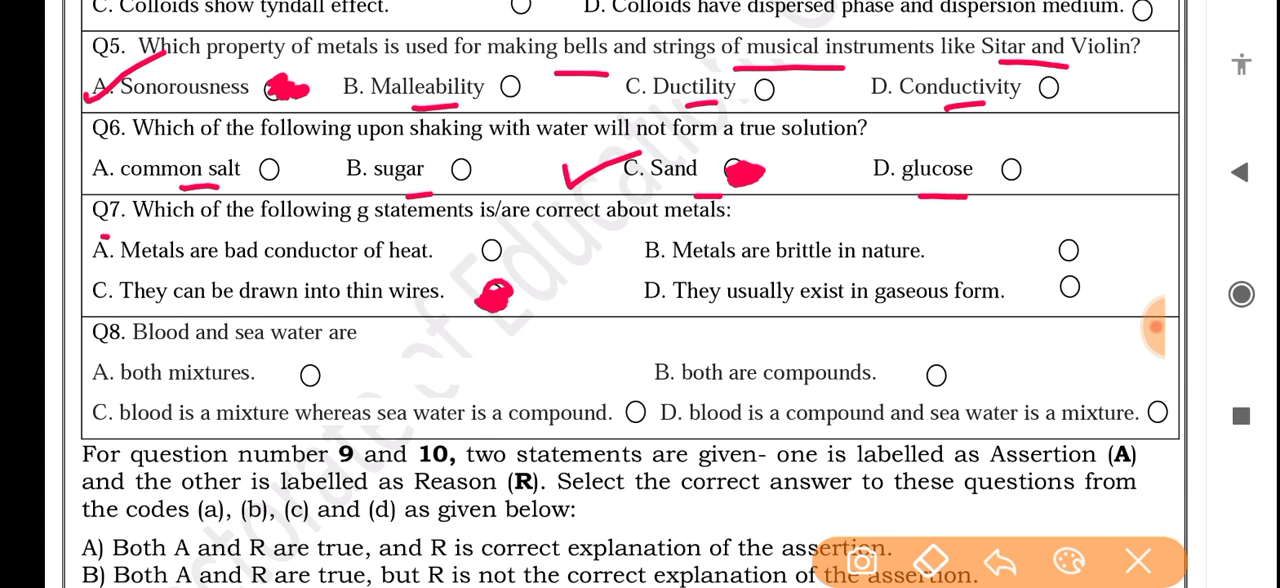 C. Colloids show tyndall effect. D. Colloids have dispersed phase and dispersion medium.
Q5. Which property of metals is used for making bells and strings of musical instruments like Sitar and Violin?
A. Sonorousness B. Malleability C. Ductility D. Conductivity
Q6. Which of the following upon shaking with water will not form a true solution?
A. common salt B. sugar C. Sand D. glucose
Q7. Which of the following g statements is/are correct about metals:
A. Metals are bad conductor of heat. B. Metals are brittle in nature.
C. They can be drawn into thin wires. D. They usually exist in gaseous form.
Q8. Blood and sea water are
A. both mixtures. B. both are compounds.
C. blood is a mixture whereas sea water is a compound. D. blood is a compound and sea water is a mixture.
For question number 9 and 10, two statements are given- one is labelled as Assertion (A)
and the other is labelled as Reason (R). Select the correct answer to these questions from
the codes (a), (b), (c) and (d) as given below:
A) Both A and R are true, and R is correct explanation of the assertion.
B) Both A and R are true, but R is not the correct explanation of the assertion.